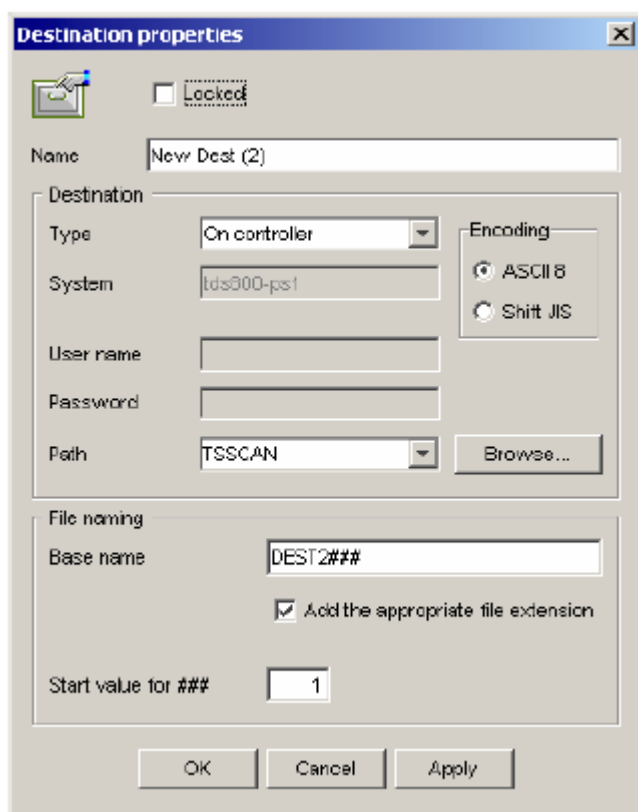 Destination properties
Locked
Name New Dest (2)
Destination
Type On controller
Encoding
ASCII 8
System tds800-ps1
Shift JIS
User name
Password
Path TSSCAN Browse...
File naming
Base name DEST2###
Add the appropriate file extension
Start value for ### 1
OK Cancel Apply